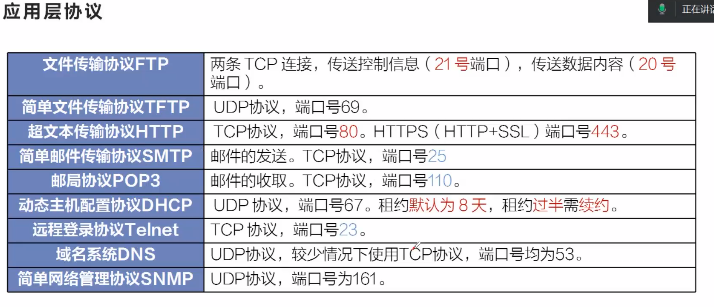 应用层协议
正在讲话
文件传输协议FTP
两条 TCP 连接，传送控制信息（21 号端口），传送数据内容（20 号
端口）。
简单文件传输协议TFTP
UDP协议，端口号69。
超文本传输协议HTTP
TCP协议，端口号80。HTTPS（HTTP+SSL）端口号443。
简单邮件传输协议SMTP
邮件的发送。TCP协议，端口号25
邮局协议POP3
邮件的收取。TCP协议，端口号110。
动态主机配置协议DHCP
UDP 协议，端口号67。租约默认为 8 天，租约过半需续约。
远程登录协议Telnet
TCP 协议，端口号23。
域名系统DNS
UDP协议，较少情况下使用TCP协议，端口号均为53。
简单网络管理协议SNMP
UDP协议，端口号为161。